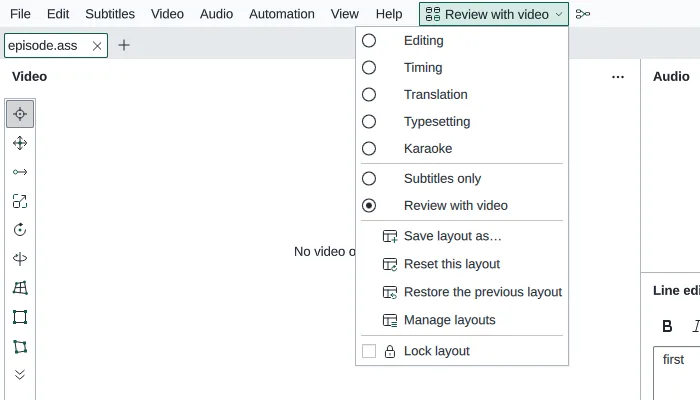 File Edit Subtitles Video Audio Automation View Help Review with video
episode.ass
Video
Audio
Editing
Timing
Translation
Typesetting
Karaoke
Subtitles only
Review with video
No video o
Save layout as…
Reset this layout
Restore the previous layout
Manage layouts
Lock layout
Line edi
B I
first